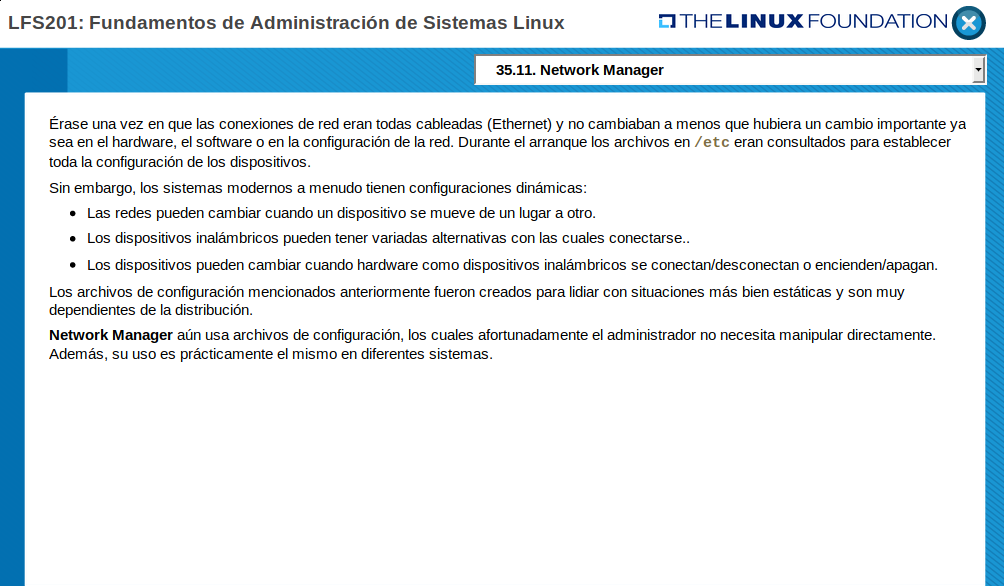 LFS201: Fundamentos de Administración de Sistemas Linux
THE LINUX FOUNDATION
35.11. Network Manager
Érase una vez en que las conexiones de red eran todas cableadas (Ethernet) y no cambiaban a menos que hubiera un cambio importante ya
sea en el hardware, el software o en la configuración de la red. Durante el arranque los archivos en /etc eran consultados para establecer
toda la configuración de los dispositivos.
Sin embargo, los sistemas modernos a menudo tienen configuraciones dinámicas:
• Las redes pueden cambiar cuando un dispositivo se mueve de un lugar a otro.
• Los dispositivos inalámbricos pueden tener variadas alternativas con las cuales conectarse..
• Los dispositivos pueden cambiar cuando hardware como dispositivos inalámbricos se conectan/desconectan o encienden/apagan.
Los archivos de configuración mencionados anteriormente fueron creados para lidiar con situaciones más bien estáticas y son muy
dependientes de la distribución.
Network Manager aún usa archivos de configuración, los cuales afortunadamente el administrador no necesita manipular directamente.
Además, su uso es prácticamente el mismo en diferentes sistemas.